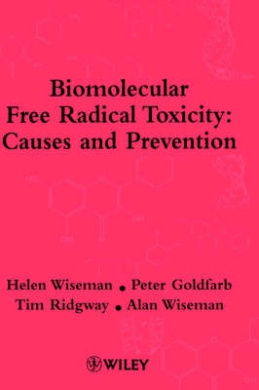 Biomolecular
Free Radical Toxicity:
Causes and Prevention
Helen Wiseman • Peter Goldfarb
Tim Ridgway • Alan Wiseman
WILEY